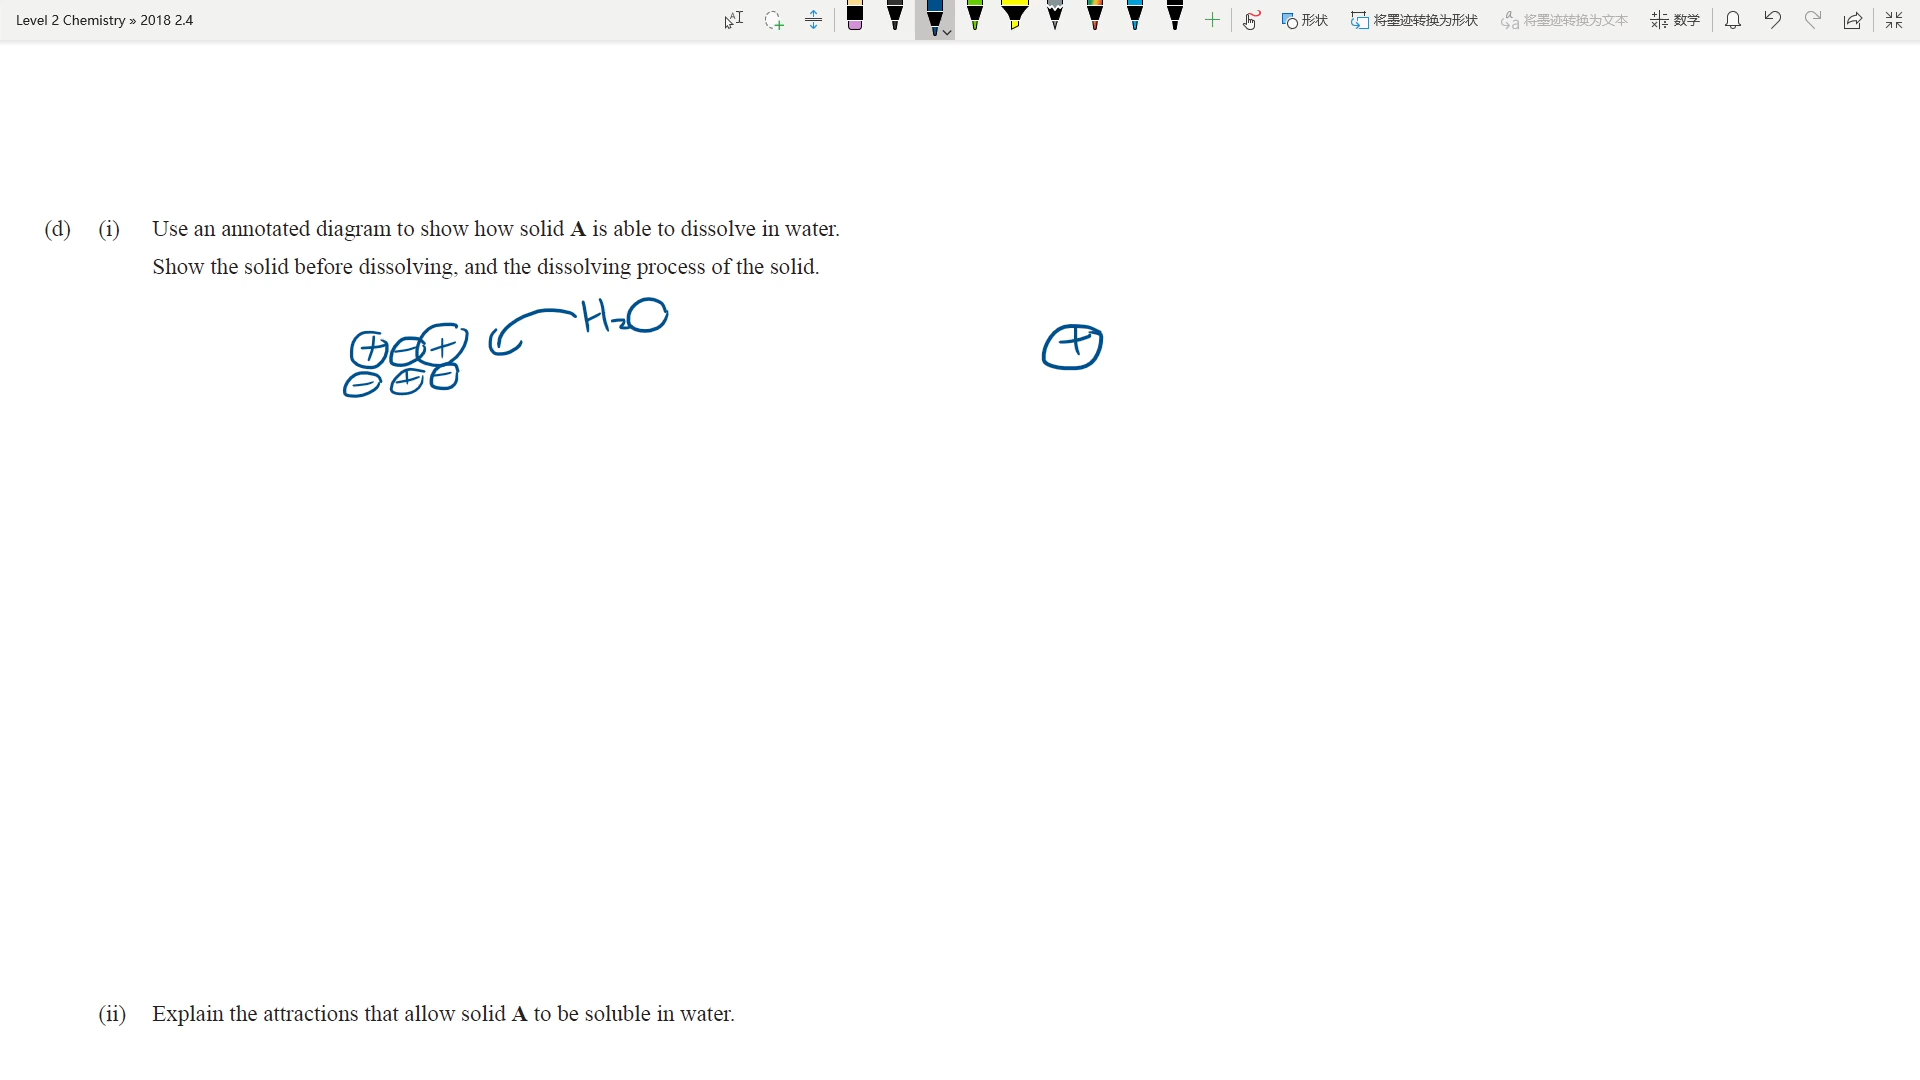 Level 2 Chemistry » 2018 2.4
形状
将墨迹转换为形状
将墨迹转换为文本
数学
(d) (i) Use an annotated diagram to show how solid A is able to dissolve in water.
Show the solid before dissolving, and the dissolving process of the solid.
H₂O
+ - + +
- + -
(ii) Explain the attractions that allow solid A to be soluble in water.